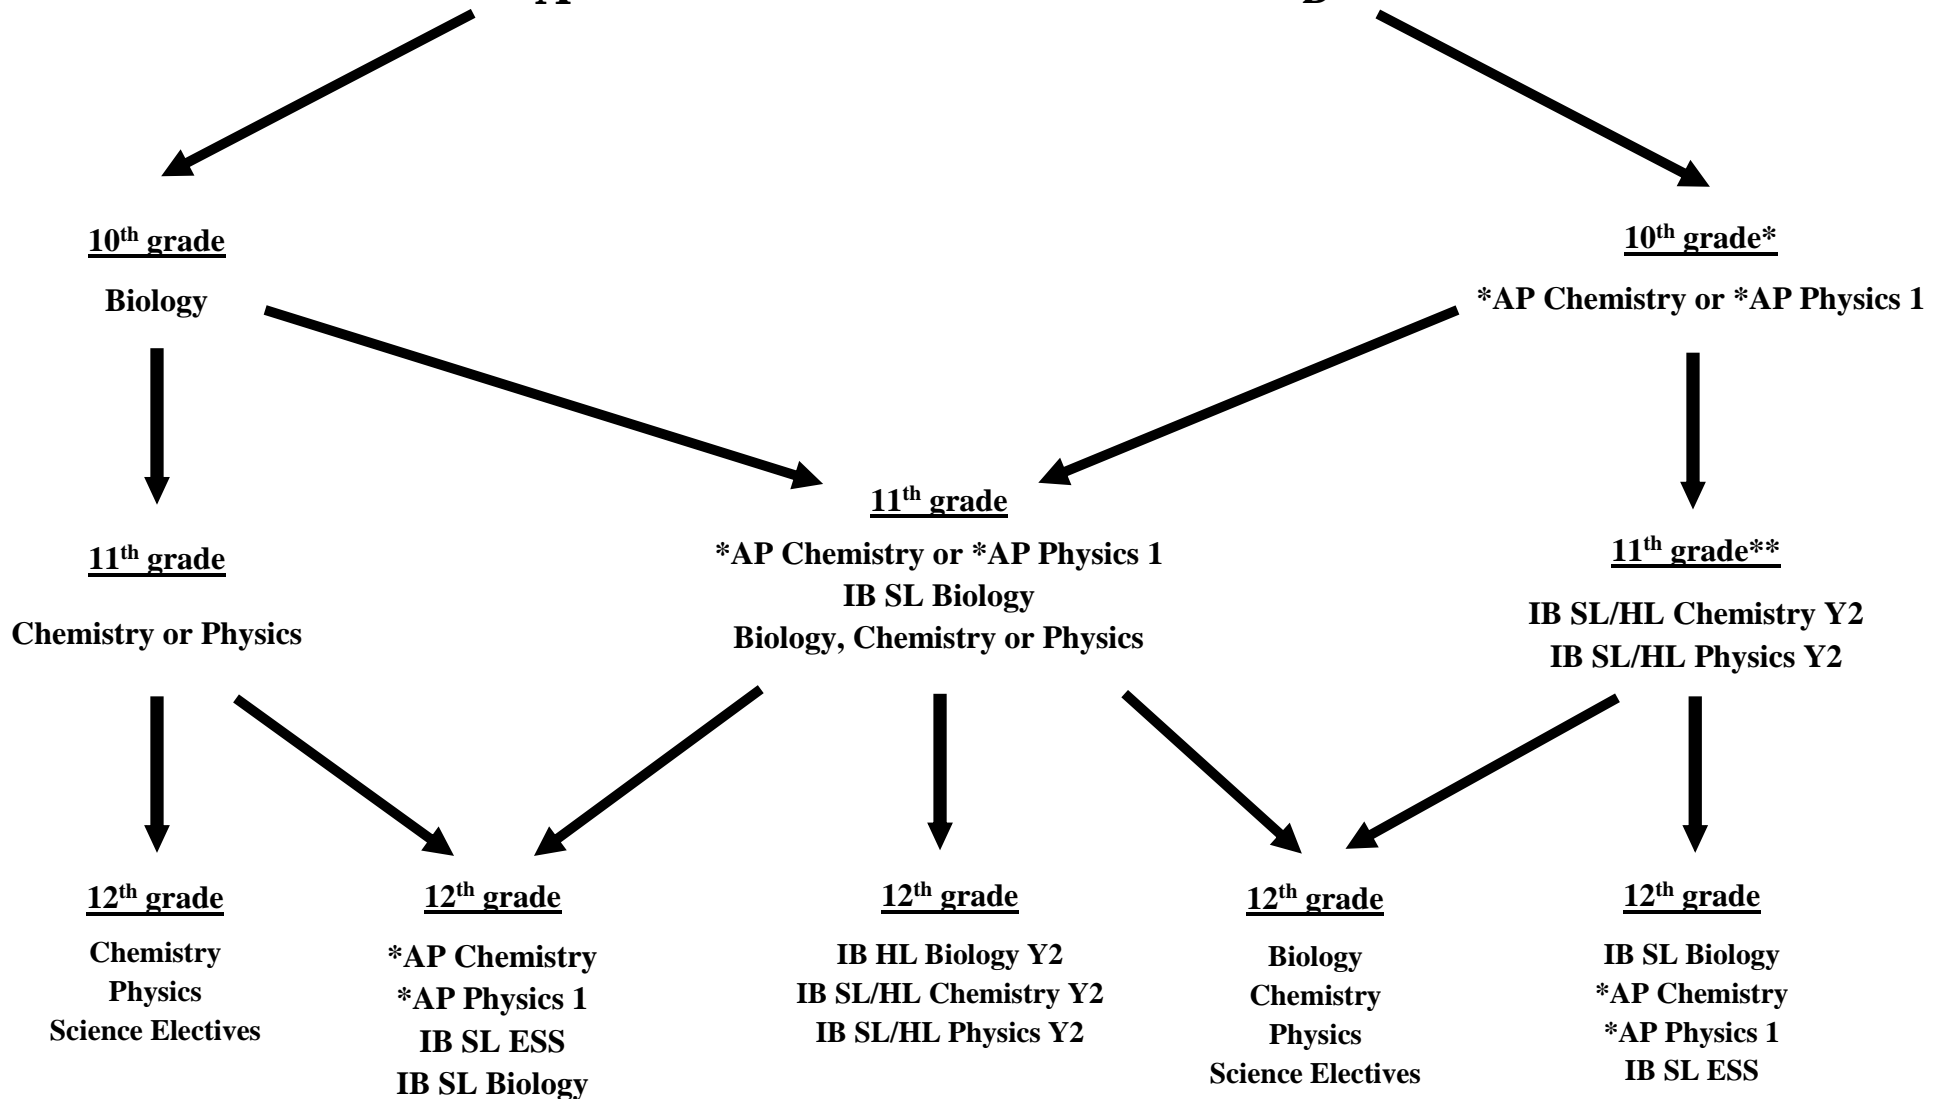 10th grade
Biology
10th grade*
*AP Chemistry or *AP Physics 1
11th grade
Chemistry or Physics
11th grade
*AP Chemistry or *AP Physics 1
IB SL Biology
Biology, Chemistry or Physics
11th grade**
IB SL/HL Chemistry Y2
IB SL/HL Physics Y2
12th grade
Chemistry
Physics
Science Electives
12th grade
*AP Chemistry
*AP Physics 1
IB SL ESS
IB SL Biology
12th grade
IB HL Biology Y2
IB SL/HL Chemistry Y2
IB SL/HL Physics Y2
12th grade
Biology
Chemistry
Physics
Science Electives
12th grade
IB SL Biology
*AP Chemistry
*AP Physics 1
IB SL ESS